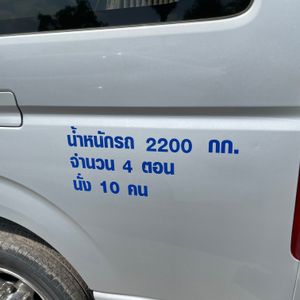 น้ำหนักรถ 2200 กก.
จำนวน 4 ตอน
นั่ง 10 คน